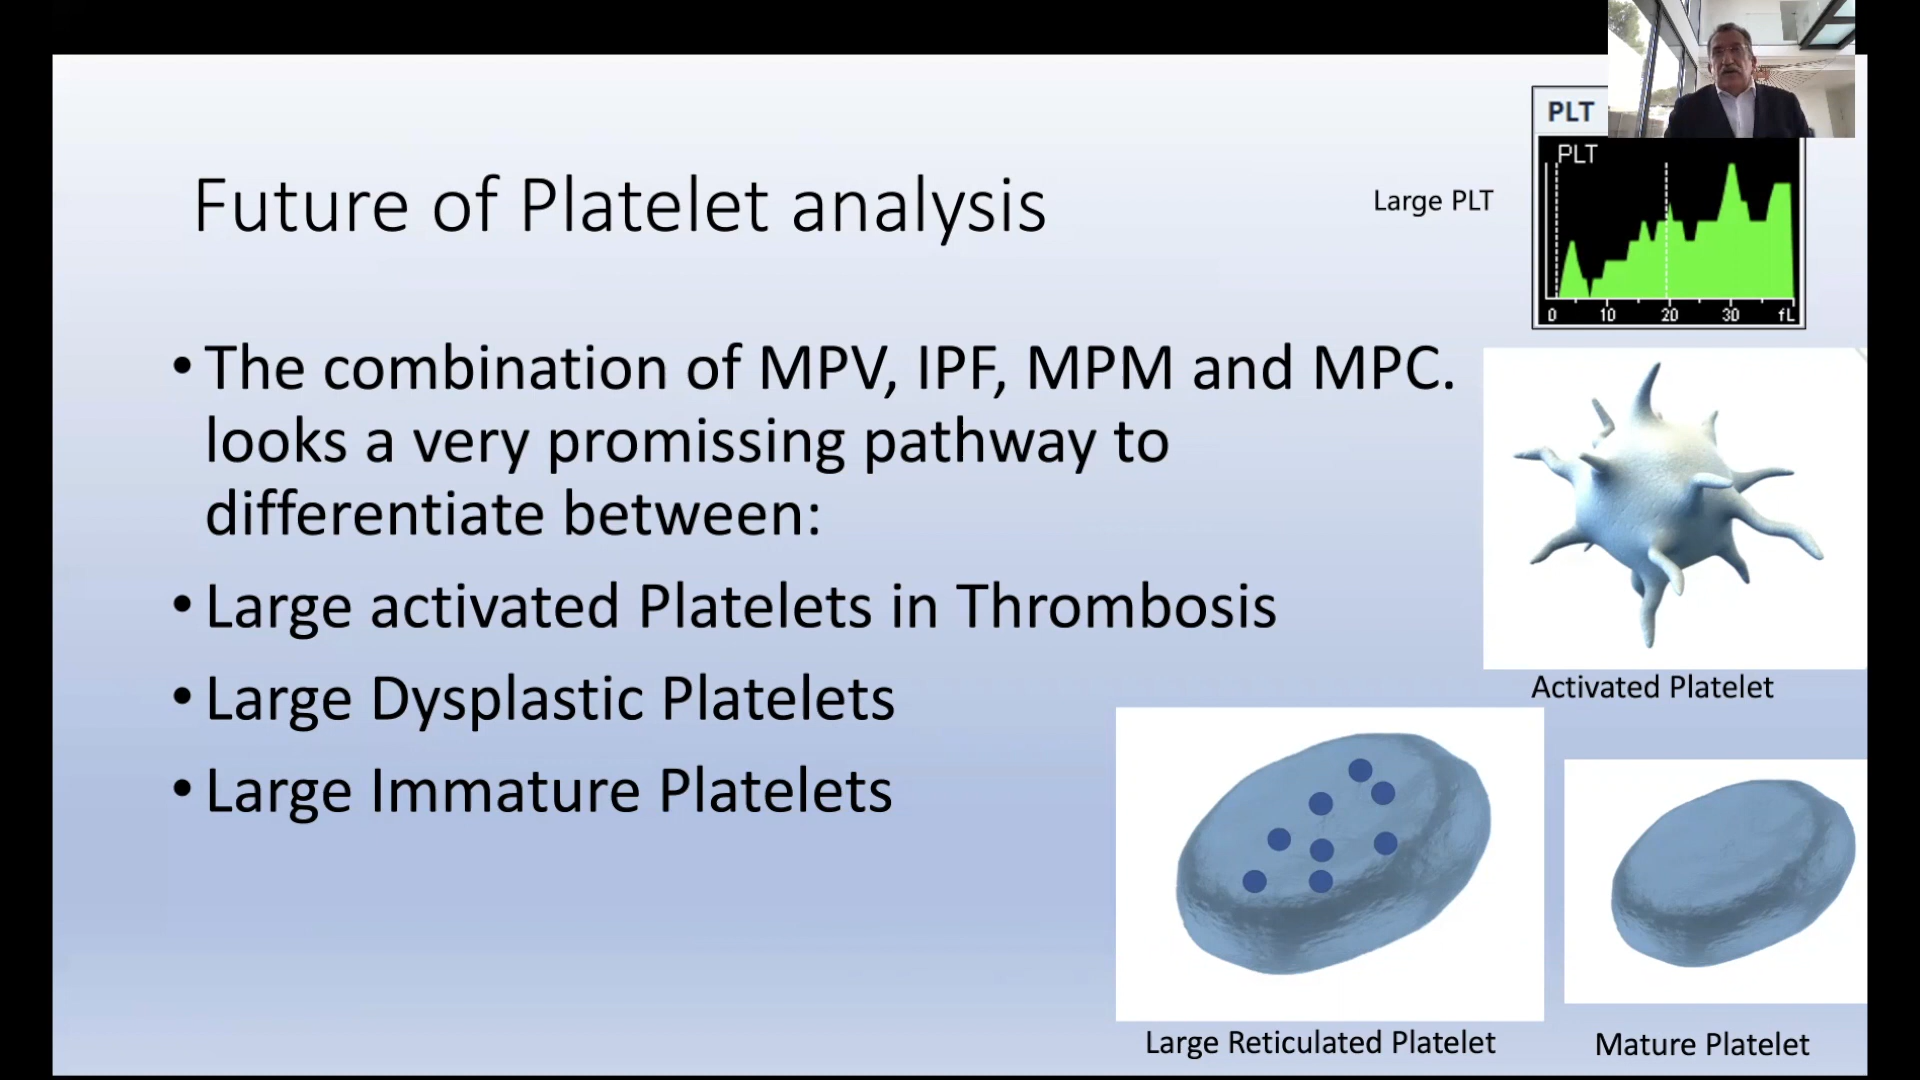 PLT
PLT
Large PLT
0 10 20 30 fL
Future of Platelet analysis
• The combination of MPV, IPF, MPM and MPC.
looks a very promissing pathway to
differentiate between:
• Large activated Platelets in Thrombosis
• Large Dysplastic Platelets
• Large Immature Platelets
Activated Platelet
Large Reticulated Platelet
Mature Platelet